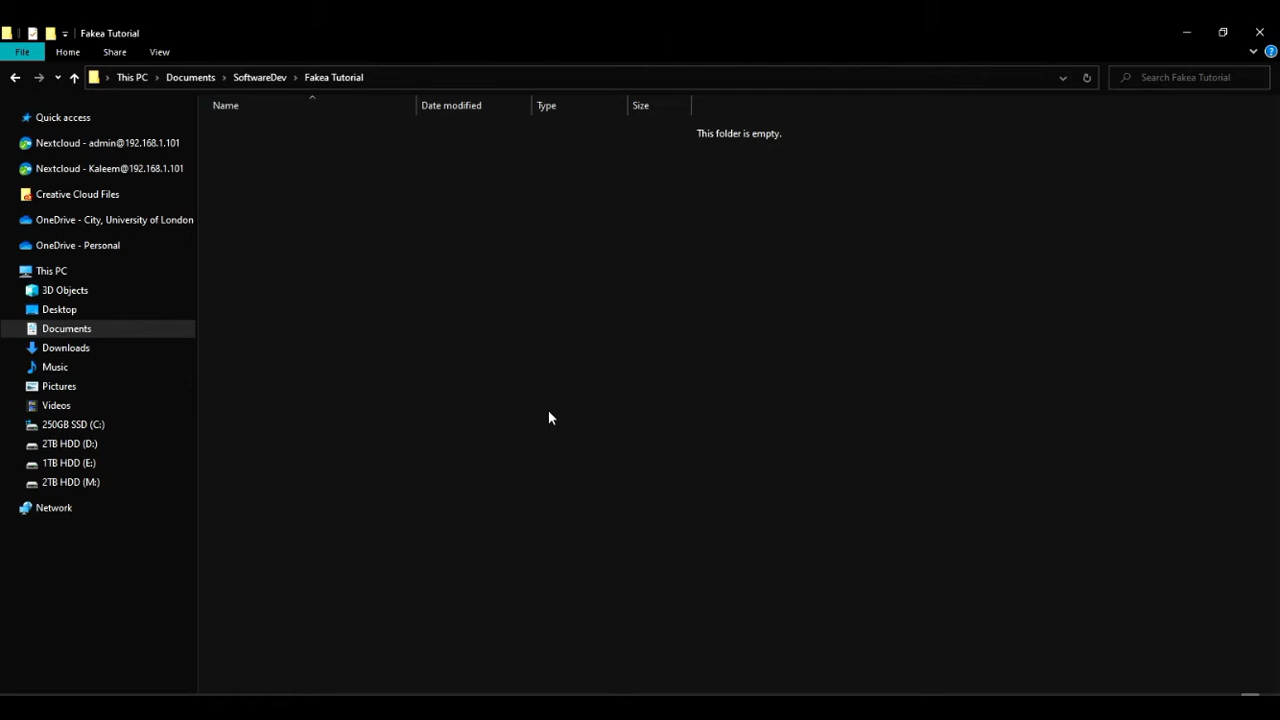 Fakea Tutorial
File Home Share View
This PC Documents SoftwareDev Fakea Tutorial Search Fakea Tutorial
Name Date modified Type Size
This folder is empty.
Quick access
Nextcloud - admin@192.168.1.101
Nextcloud - Kaleem@192.168.1.101
Creative Cloud Files
OneDrive - City, University of London
OneDrive - Personal
This PC
3D Objects
Desktop
Documents
Downloads
Music
Pictures
Videos
250GB SSD (C:)
2TB HDD (D:)
1TB HDD (E:)
2TB HDD (M:)
Network